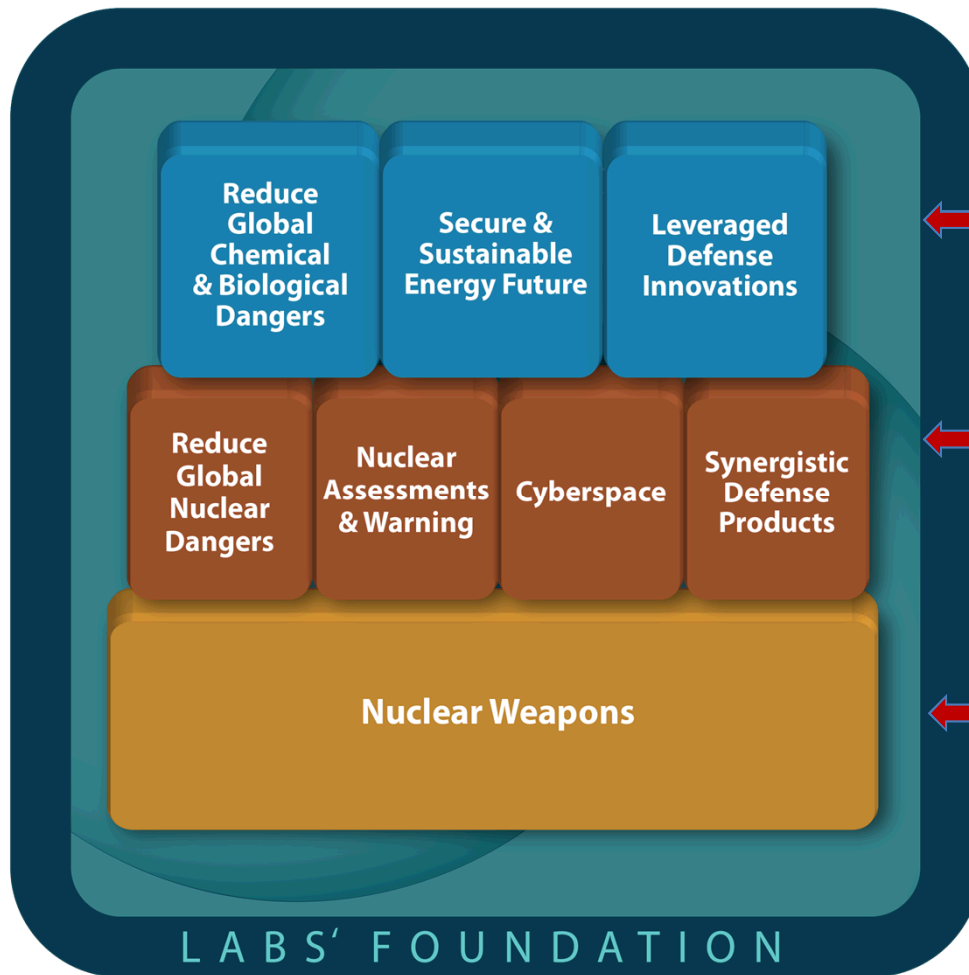 Reduce
Global
Chemical
& Biological
Dangers
Secure &
Sustainable
Energy Future
Leveraged
Defense
Innovations
Reduce
Global
Nuclear
Dangers
Nuclear
Assessments
& Warning
Cyberspace
Synergistic
Defense
Products
Nuclear Weapons
LABS‘ FOUNDATION